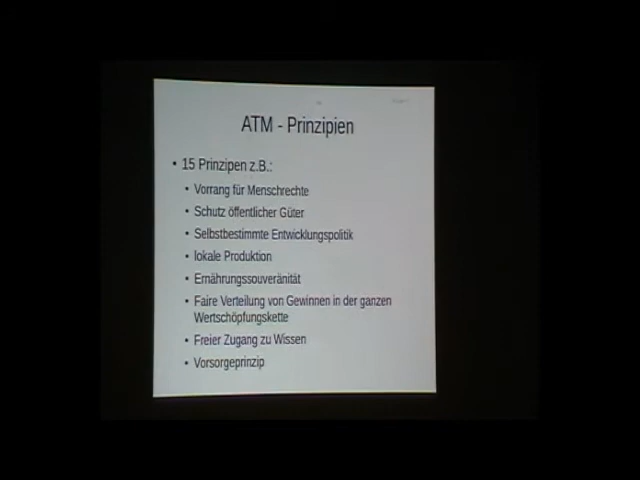 ATM - Prinzipien
• 15 Prinzipen z.B.:
• Vorrang für Menschrechte
• Schutz öffentlicher Güter
• Selbstbestimmte Entwicklungspolitik
• lokale Produktion
• Ernährungssouveränität
• Faire Verteilung von Gewinnen in der ganzen
Wertschöpfungskette
• Freier Zugang zu Wissen
• Vorsorgeprinzip